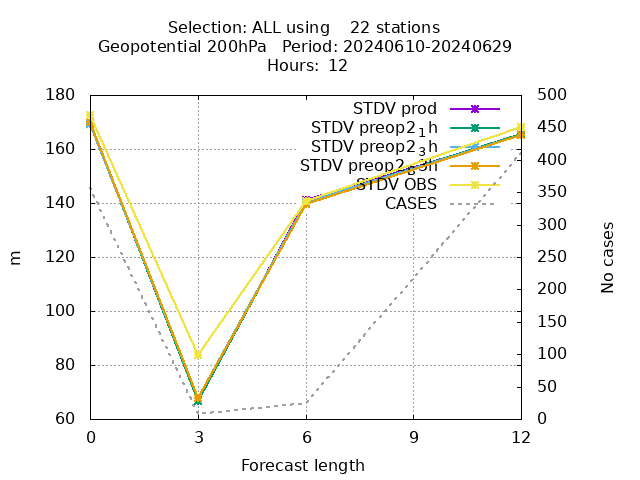 Selection: ALL using 22 stations
Geopotential 200hPa Period: 20240610-20240629
Hours: 12
180 500
STDV prod
450
STDV preop2_1h
160 400
STDV preop2_3h
STDV preop2_B3h
350
STDV OBS
140 CASES
300
120 250
m
No cases
200
100
150
80 100
50
60 0
0 3 6 9 12
Forecast length